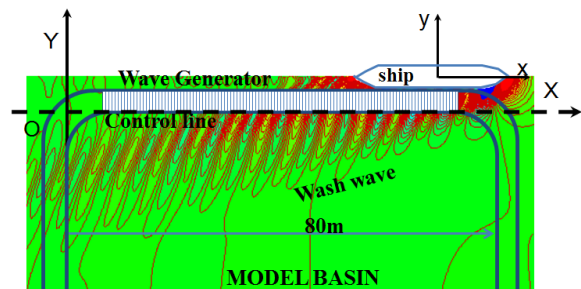 Y
y
ship
x
Wave Generator
X
O
Control line
Wash wave
80m
MODEL BASIN